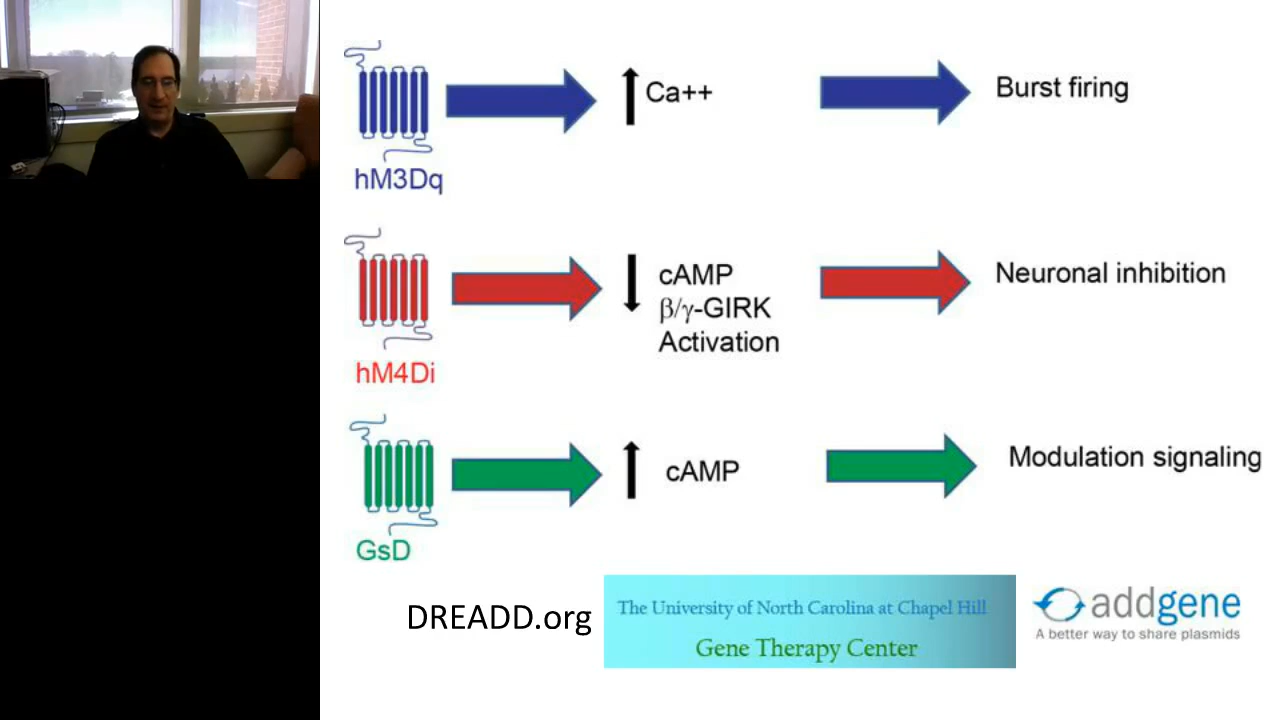 Ca++
Burst firing
hM3Dq
cAMP
β/γ-GIRK
Activation
Neuronal inhibition
hM4Di
cAMP
Modulation signaling
GsD
DREADD.org
The University of North Carolina at Chapel Hill
Gene Therapy Center
addgene
A better way to share plasmids